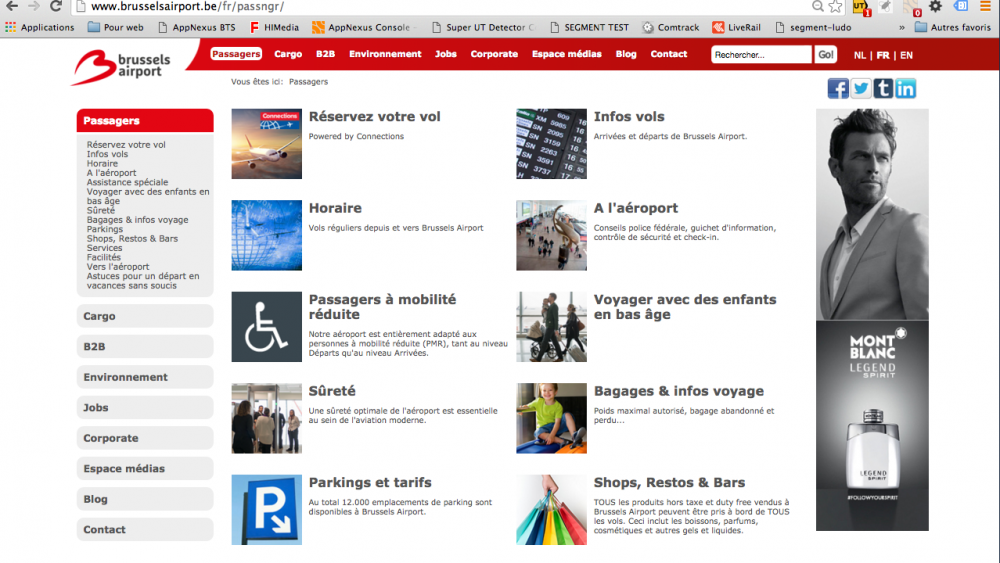 www.brusselsairport.be/fr/passngr/
Applications Pour web AppNexus BTS HIMedia AppNexus Console - Super UT Detector SEGMENT TEST Comtrack LiveRail segment-ludo » Autres favoris
brussels
airport
Passagers Cargo B2B Environnement Jobs Corporate Espace médias Blog Contact Rechercher... Go! NL | FR | EN
Vous êtes ici: Passagers
Passagers
Réservez votre vol
Infos vols
Horaire
A l'aéroport
Assistance spéciale
Voyager avec des enfants en
bas âge
Sûreté
Bagages & infos voyage
Parkings
Shops, Restos & Bars
Services
Facilités
Vers l'aéroport
Astuces pour un départ en
vacances sans soucis
Cargo
B2B
Environnement
Jobs
Corporate
Espace médias
Blog
Contact
Connections
Réservez votre vol
Powered by Connections
Infos vols
Arrivées et départs de Brussels Airport.
Horaire
Vols réguliers depuis et vers Brussels Airport
A l'aéroport
Conseils police fédérale, guichet d'information,
contrôle de sécurité et check-in.
Passagers à mobilité
réduite
Notre aéroport est entièrement adapté aux
personnes à mobilité réduite (PMR), tant au niveau
Départs qu'au niveau Arrivées.
Voyager avec des enfants
en bas âge
Sûreté
Une sûreté optimale de l'aéroport est essentielle
au sein de l'aviation moderne.
Bagages & infos voyage
Poids maximal autorisé, bagage abandonné et
perdu...
P
Parkings et tarifs
Au total 12.000 emplacements de parking sont
disponibles à Brussels Airport.
Shops, Restos & Bars
TOUS les produits hors taxe et duty free vendus à
Brussels Airport peuvent être pris à bord de TOUS
les vols. Ceci inclut les boissons, parfums,
cosmétiques et autres gels et liquides.
MONT
BLANC
LEGEND
SPIRIT
LEGEND
SPIRIT
#FOLLOWYOURSPIRIT